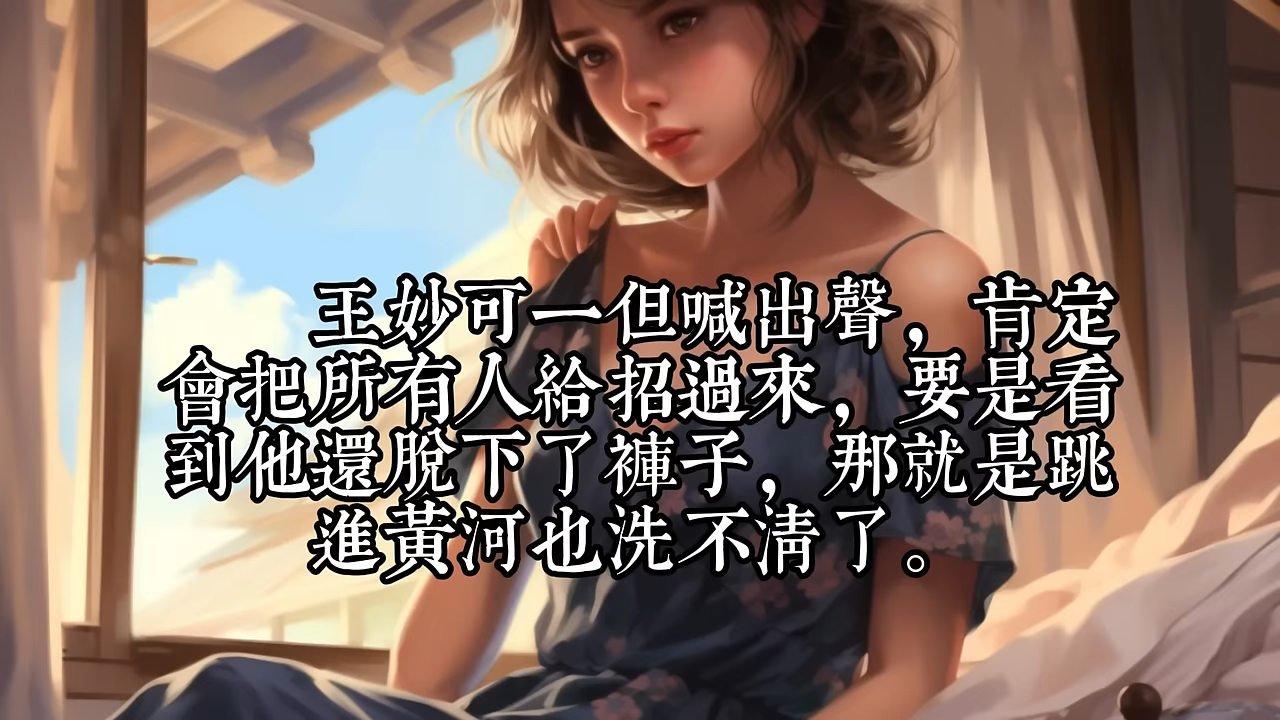 王妙可一但喊出聲，肯定
會把所有人給招過來，要是看
到他還脫下了褲子，那就是跳
進黃河也洗不清了。